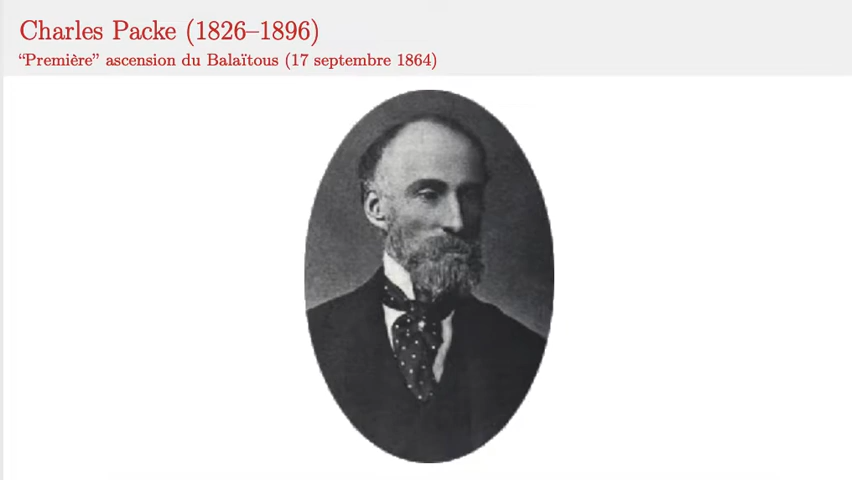 Charles Packe (1826–1896)
“Première” ascension du Balaïtous (17 septembre 1864)